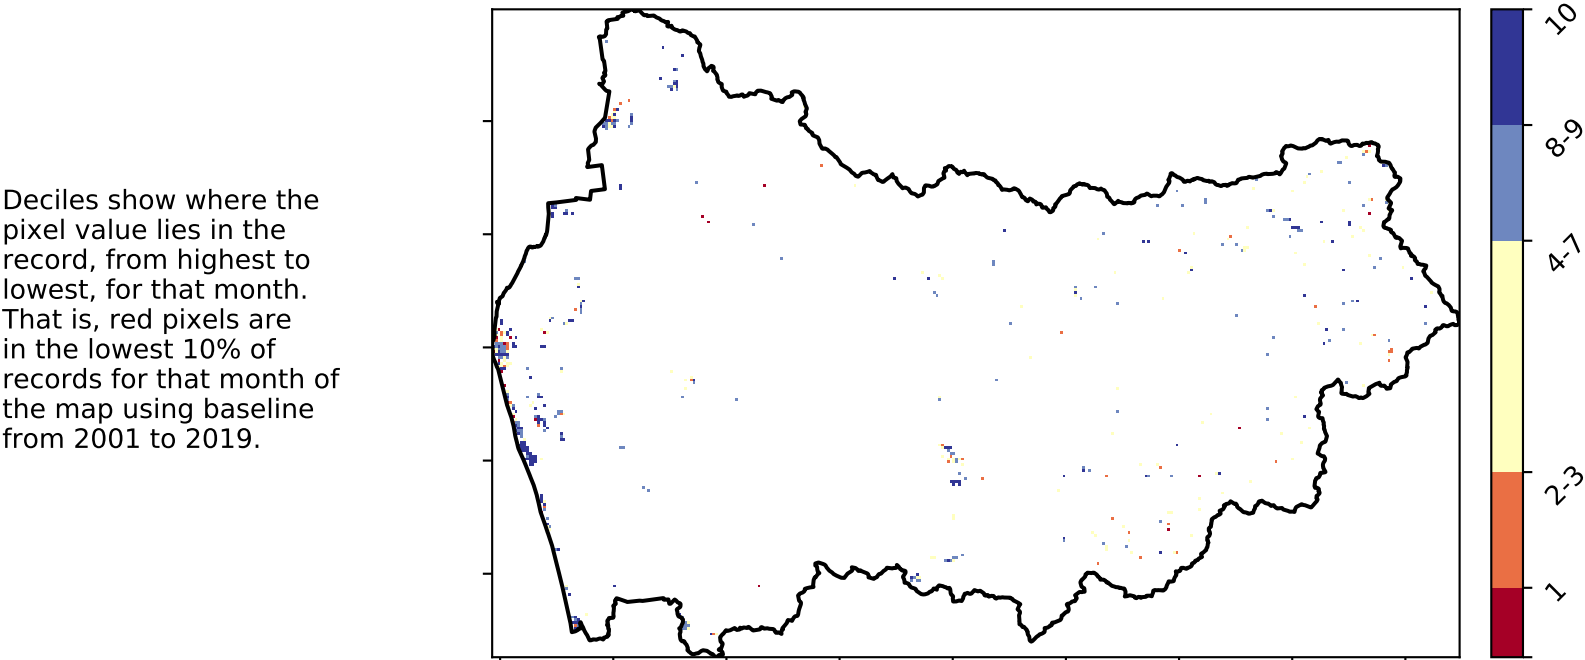 Deciles show where the
pixel value lies in the
record, from highest to
lowest, for that month.
That is, red pixels are
in the lowest 10% of
records for that month of
the map using baseline
from 2001 to 2019.
10
8-9
4-7
2-3
1